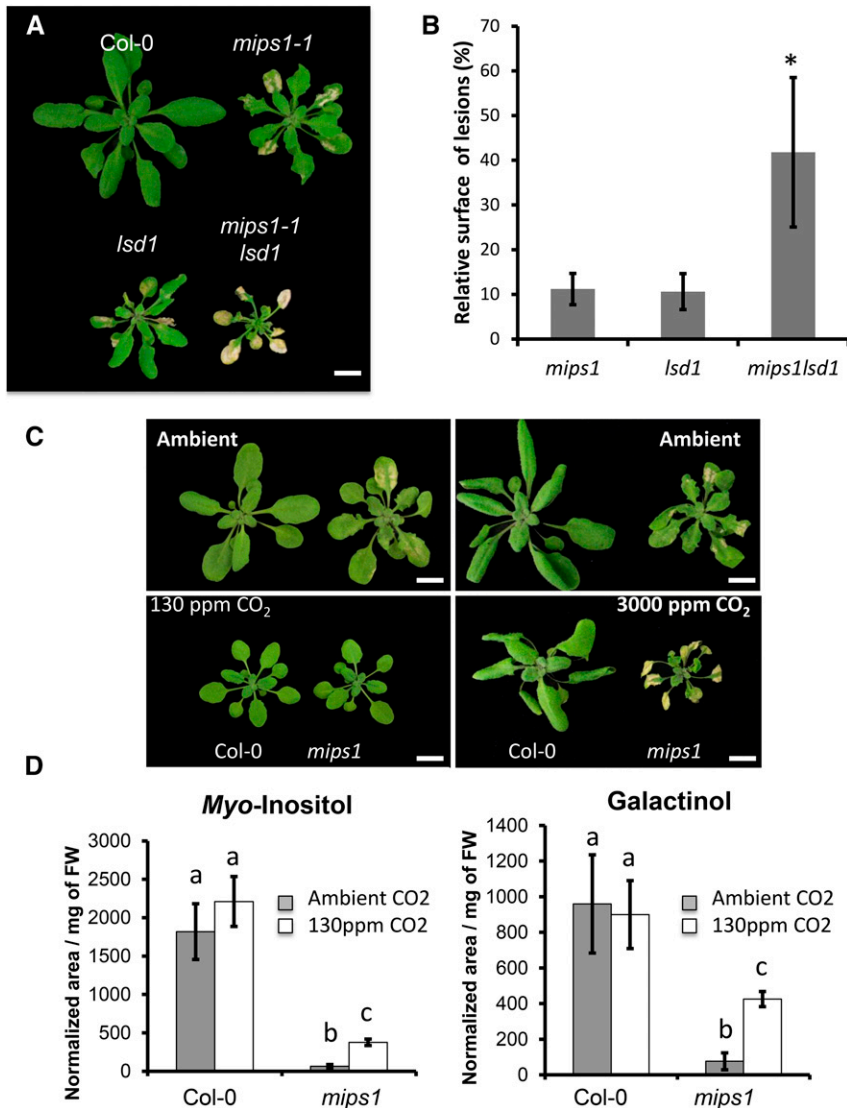 A
Col-0
mips1-1
lsd1
mips1-1
lsd1
B
Relative surface of lesions (%)
70
60
50
40
30
20
10
0
*
mips1
lsd1
mips1lsd1
C
Ambient
Ambient
130 ppm CO₂
3000 ppm CO₂
Col-0
mips1
Col-0
mips1
D
Myo-Inositol
Normalized area / mg of FW
3000
2500
2000
1500
1000
500
0
a
a
b
c
Ambient CO2
130ppm CO2
Col-0
mips1
Galactinol
Normalized area / mg of FW
1400
1200
1000
800
600
400
200
0
a
a
b
c
Ambient CO2
130ppm CO2
Col-0
mips1